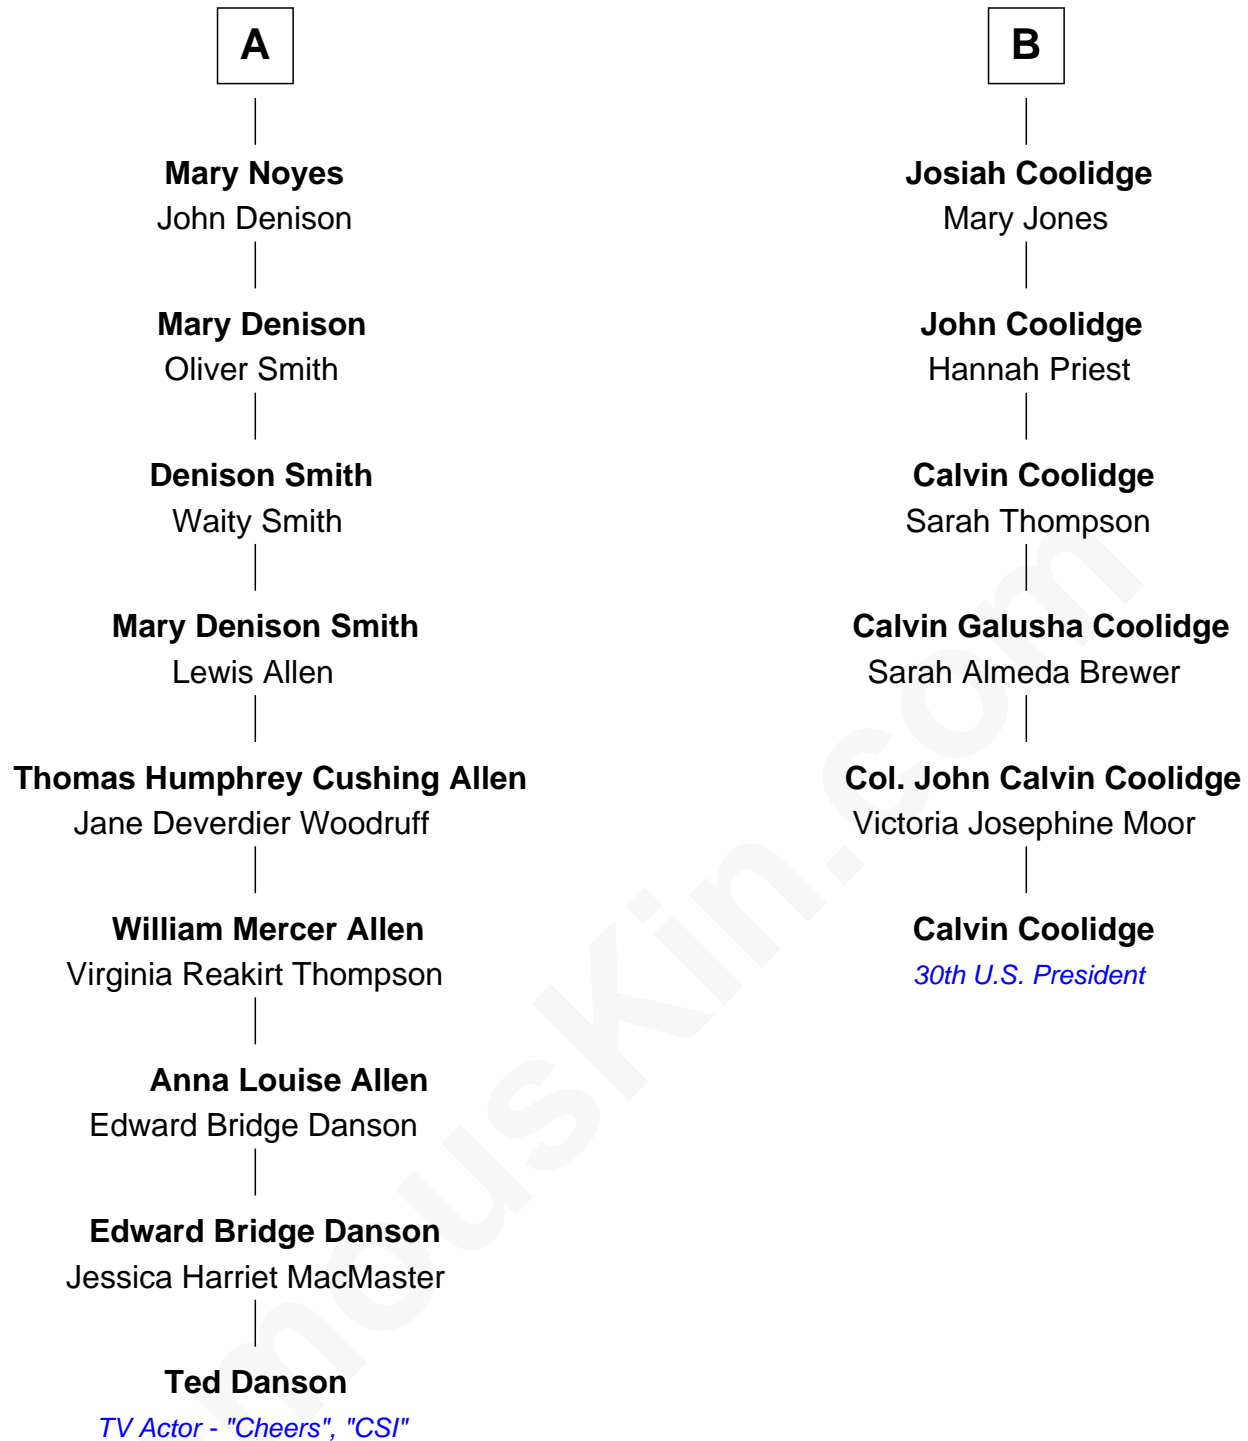 A
Mary Noyes
John Denison
Mary Denison
Oliver Smith
Denison Smith
Waity Smith
Mary Denison Smith
Lewis Allen
Thomas Humphrey Cushing Allen
Jane Deverdier Woodruff
William Mercer Allen
Virginia Reakirt Thompson
Anna Louise Allen
Edward Bridge Danson
Edward Bridge Danson
Jessica Harriet MacMaster
Ted Danson
TV Actor - "Cheers", "CSI"
B
Josiah Coolidge
Mary Jones
John Coolidge
Hannah Priest
Calvin Coolidge
Sarah Thompson
Calvin Galusha Coolidge
Sarah Almeda Brewer
Col. John Calvin Coolidge
Victoria Josephine Moor
Calvin Coolidge
30th U.S. President
mousKin.com